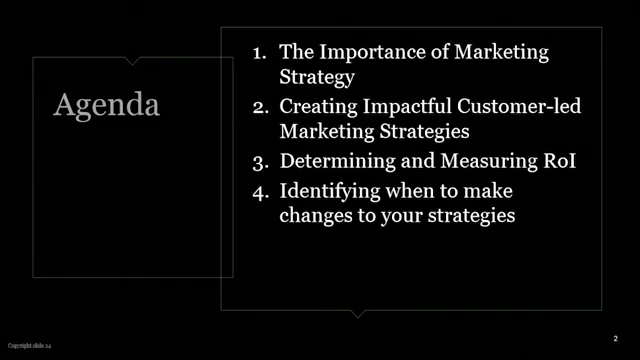 Agenda
1. The Importance of Marketing
Strategy
2. Creating Impactful Customer-led
Marketing Strategies
3. Determining and Measuring RoI
4. Identifying when to make
changes to your strategies
Copyright slide 24
2